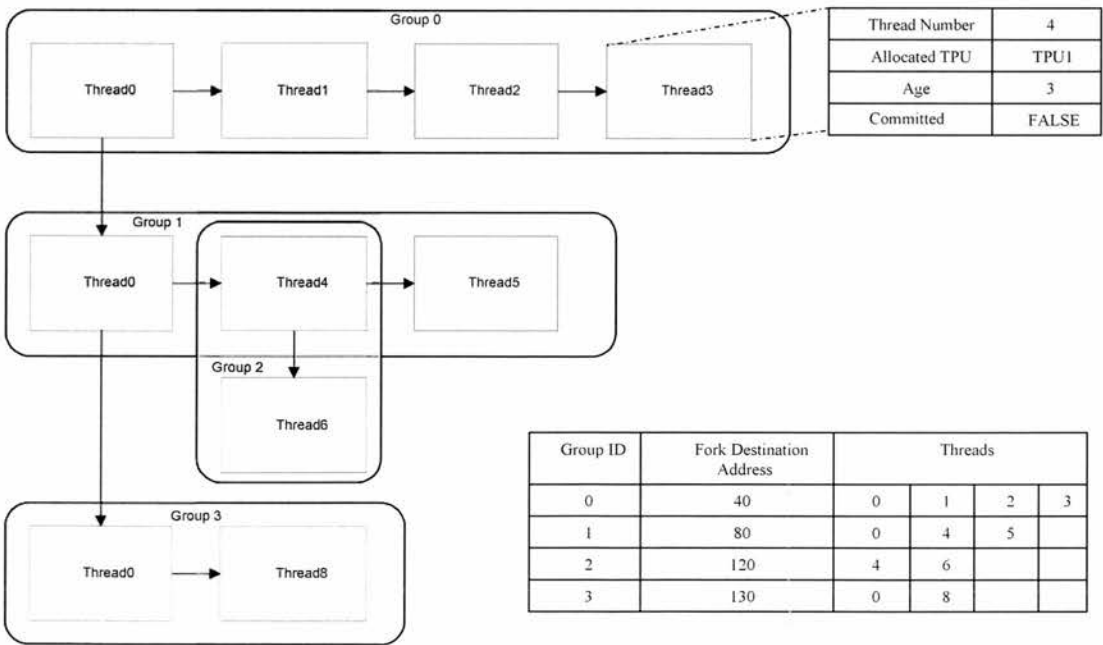 Group 0
Thread0
Thread1
Thread2
Thread3
Thread Number 4
Allocated TPU TPU1
Age 3
Committed FALSE
Group 1
Thread0
Thread4
Thread5
Group 2
Thread6
Group 3
Thread0
Thread8
Group ID Fork Destination Threads
Address
0 40 0 1 2 3
1 80 0 4 5
2 120 4 6
3 130 0 8